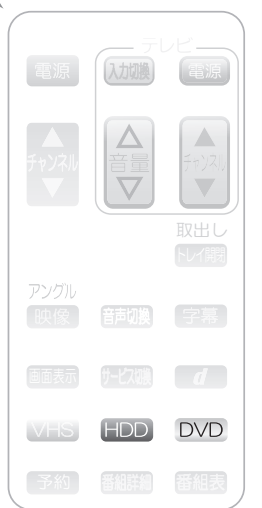 テレビ
電源 入力切換 電源
チャンネル 音量 チャンネル
取出し
トレイ開閉
アングル
映像 音声切換 字幕
画面表示 サービス切換 d
VHS HDD DVD
予約 番組詳細 番組表